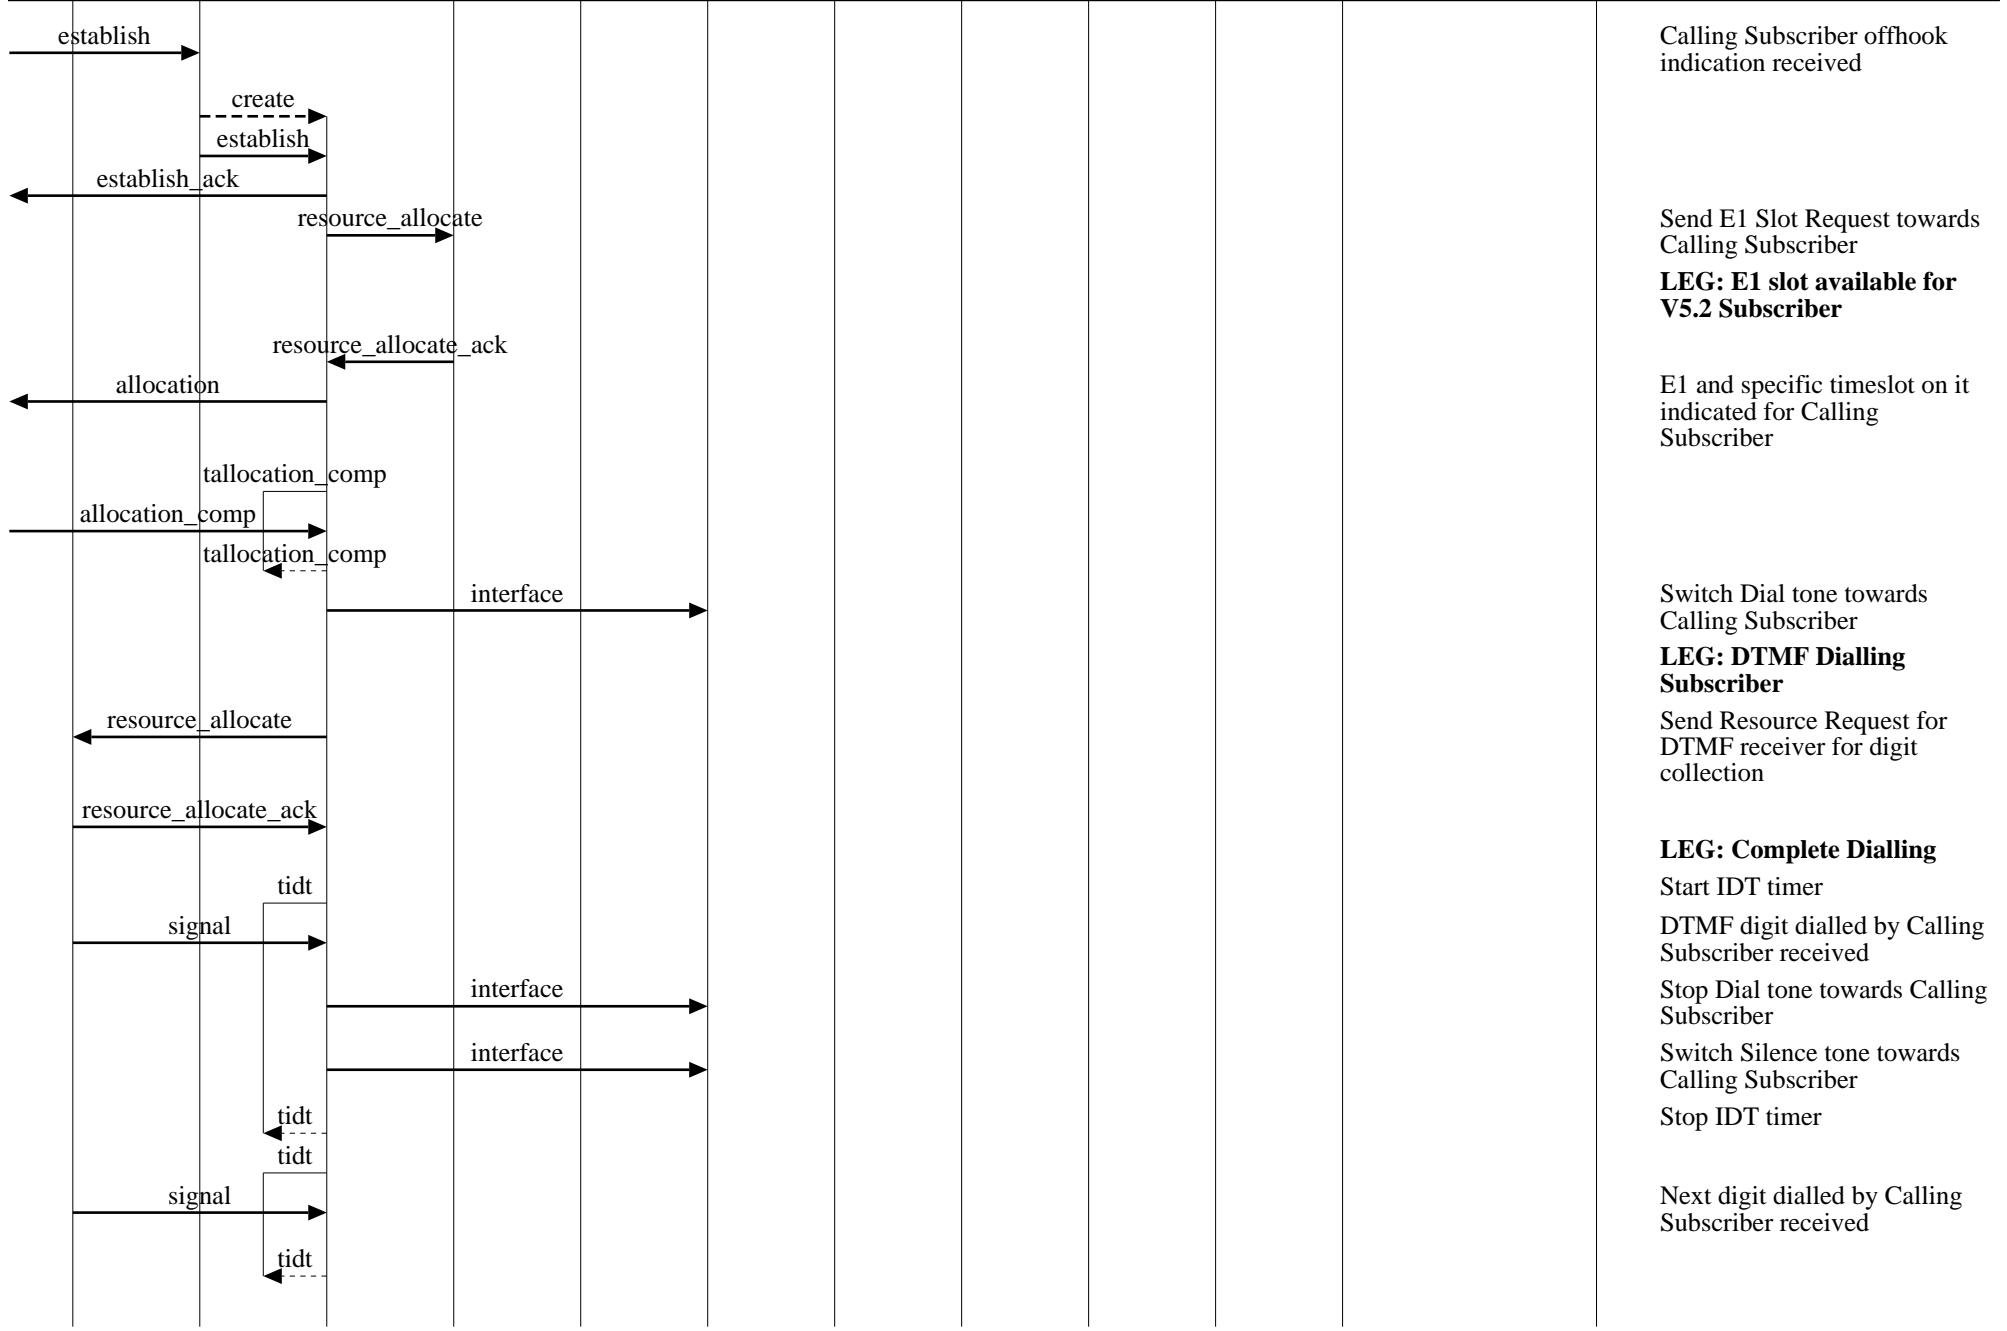 establish
Calling Subscriber offhook
indication received
create
establish
establish_ack
resource_allocate
Send E1 Slot Request towards
Calling Subscriber
LEG: E1 slot available for
V5.2 Subscriber
resource_allocate_ack
allocation
E1 and specific timeslot on it
indicated for Calling
Subscriber
tallocation_comp
allocation_comp
tallocation_comp
interface
Switch Dial tone towards
Calling Subscriber
LEG: DTMF Dialling
Subscriber
resource_allocate
Send Resource Request for
DTMF receiver for digit
collection
resource_allocate_ack
LEG: Complete Dialling
tidt
Start IDT timer
signal
DTMF digit dialled by Calling
Subscriber received
interface
Stop Dial tone towards Calling
Subscriber
interface
Switch Silence tone towards
Calling Subscriber
tidt
Stop IDT timer
tidt
signal
Next digit dialled by Calling
Subscriber received
tidt